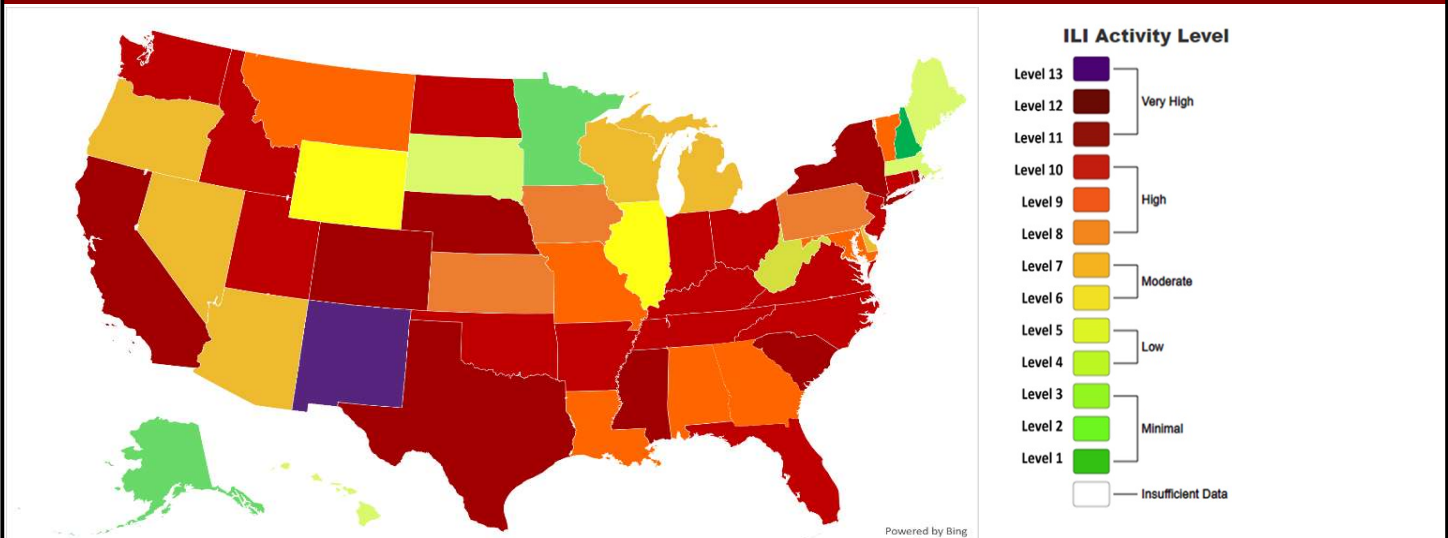 ILI Activity Level
Level 13
Level 12
Very High
Level 11
Level 10
Level 9
High
Level 8
Level 7
Moderate
Level 6
Level 5
Low
Level 4
Level 3
Level 2
Minimal
Level 1
Insufficient Data
Powered by Bing